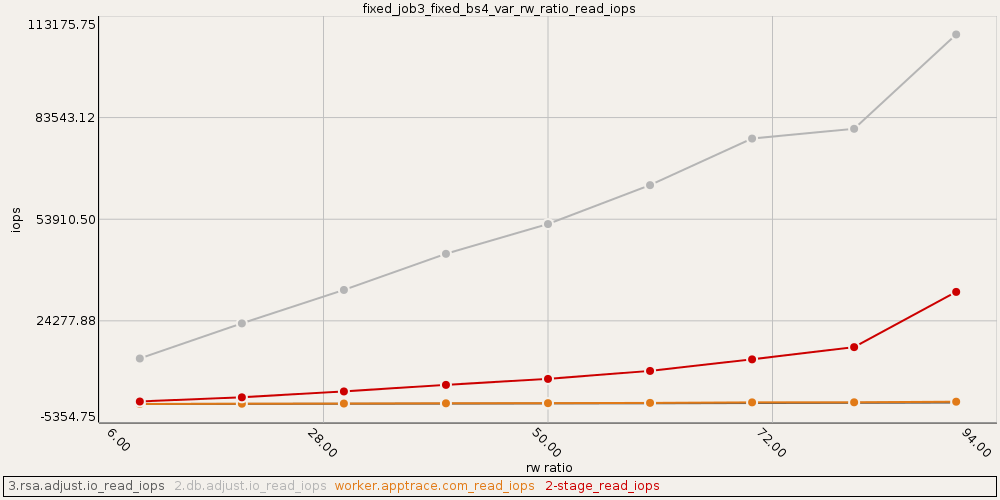 fixed_job3_fixed_bs4_var_rw_ratio_read_iops
113175.75
83543.12
53910.50
24277.88
-5354.75
iops
6.00 28.00 50.00 72.00 94.00
rw ratio
3.rsa.adjust.io_read_iops 2.db.adjust.io_read_iops worker.apptrace.com_read_iops 2-stage_read_iops